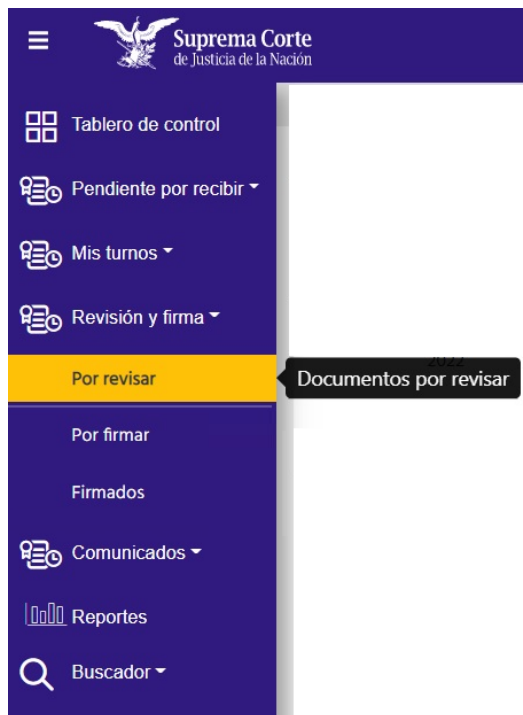 Suprema Corte
de Justicia de la Nación
Tablero de control
Pendiente por recibir
Mis turnos
Revisión y firma
2022
Por revisar
Documentos por revisar
Por firmar
Firmados
Comunicados
Reportes
Buscador